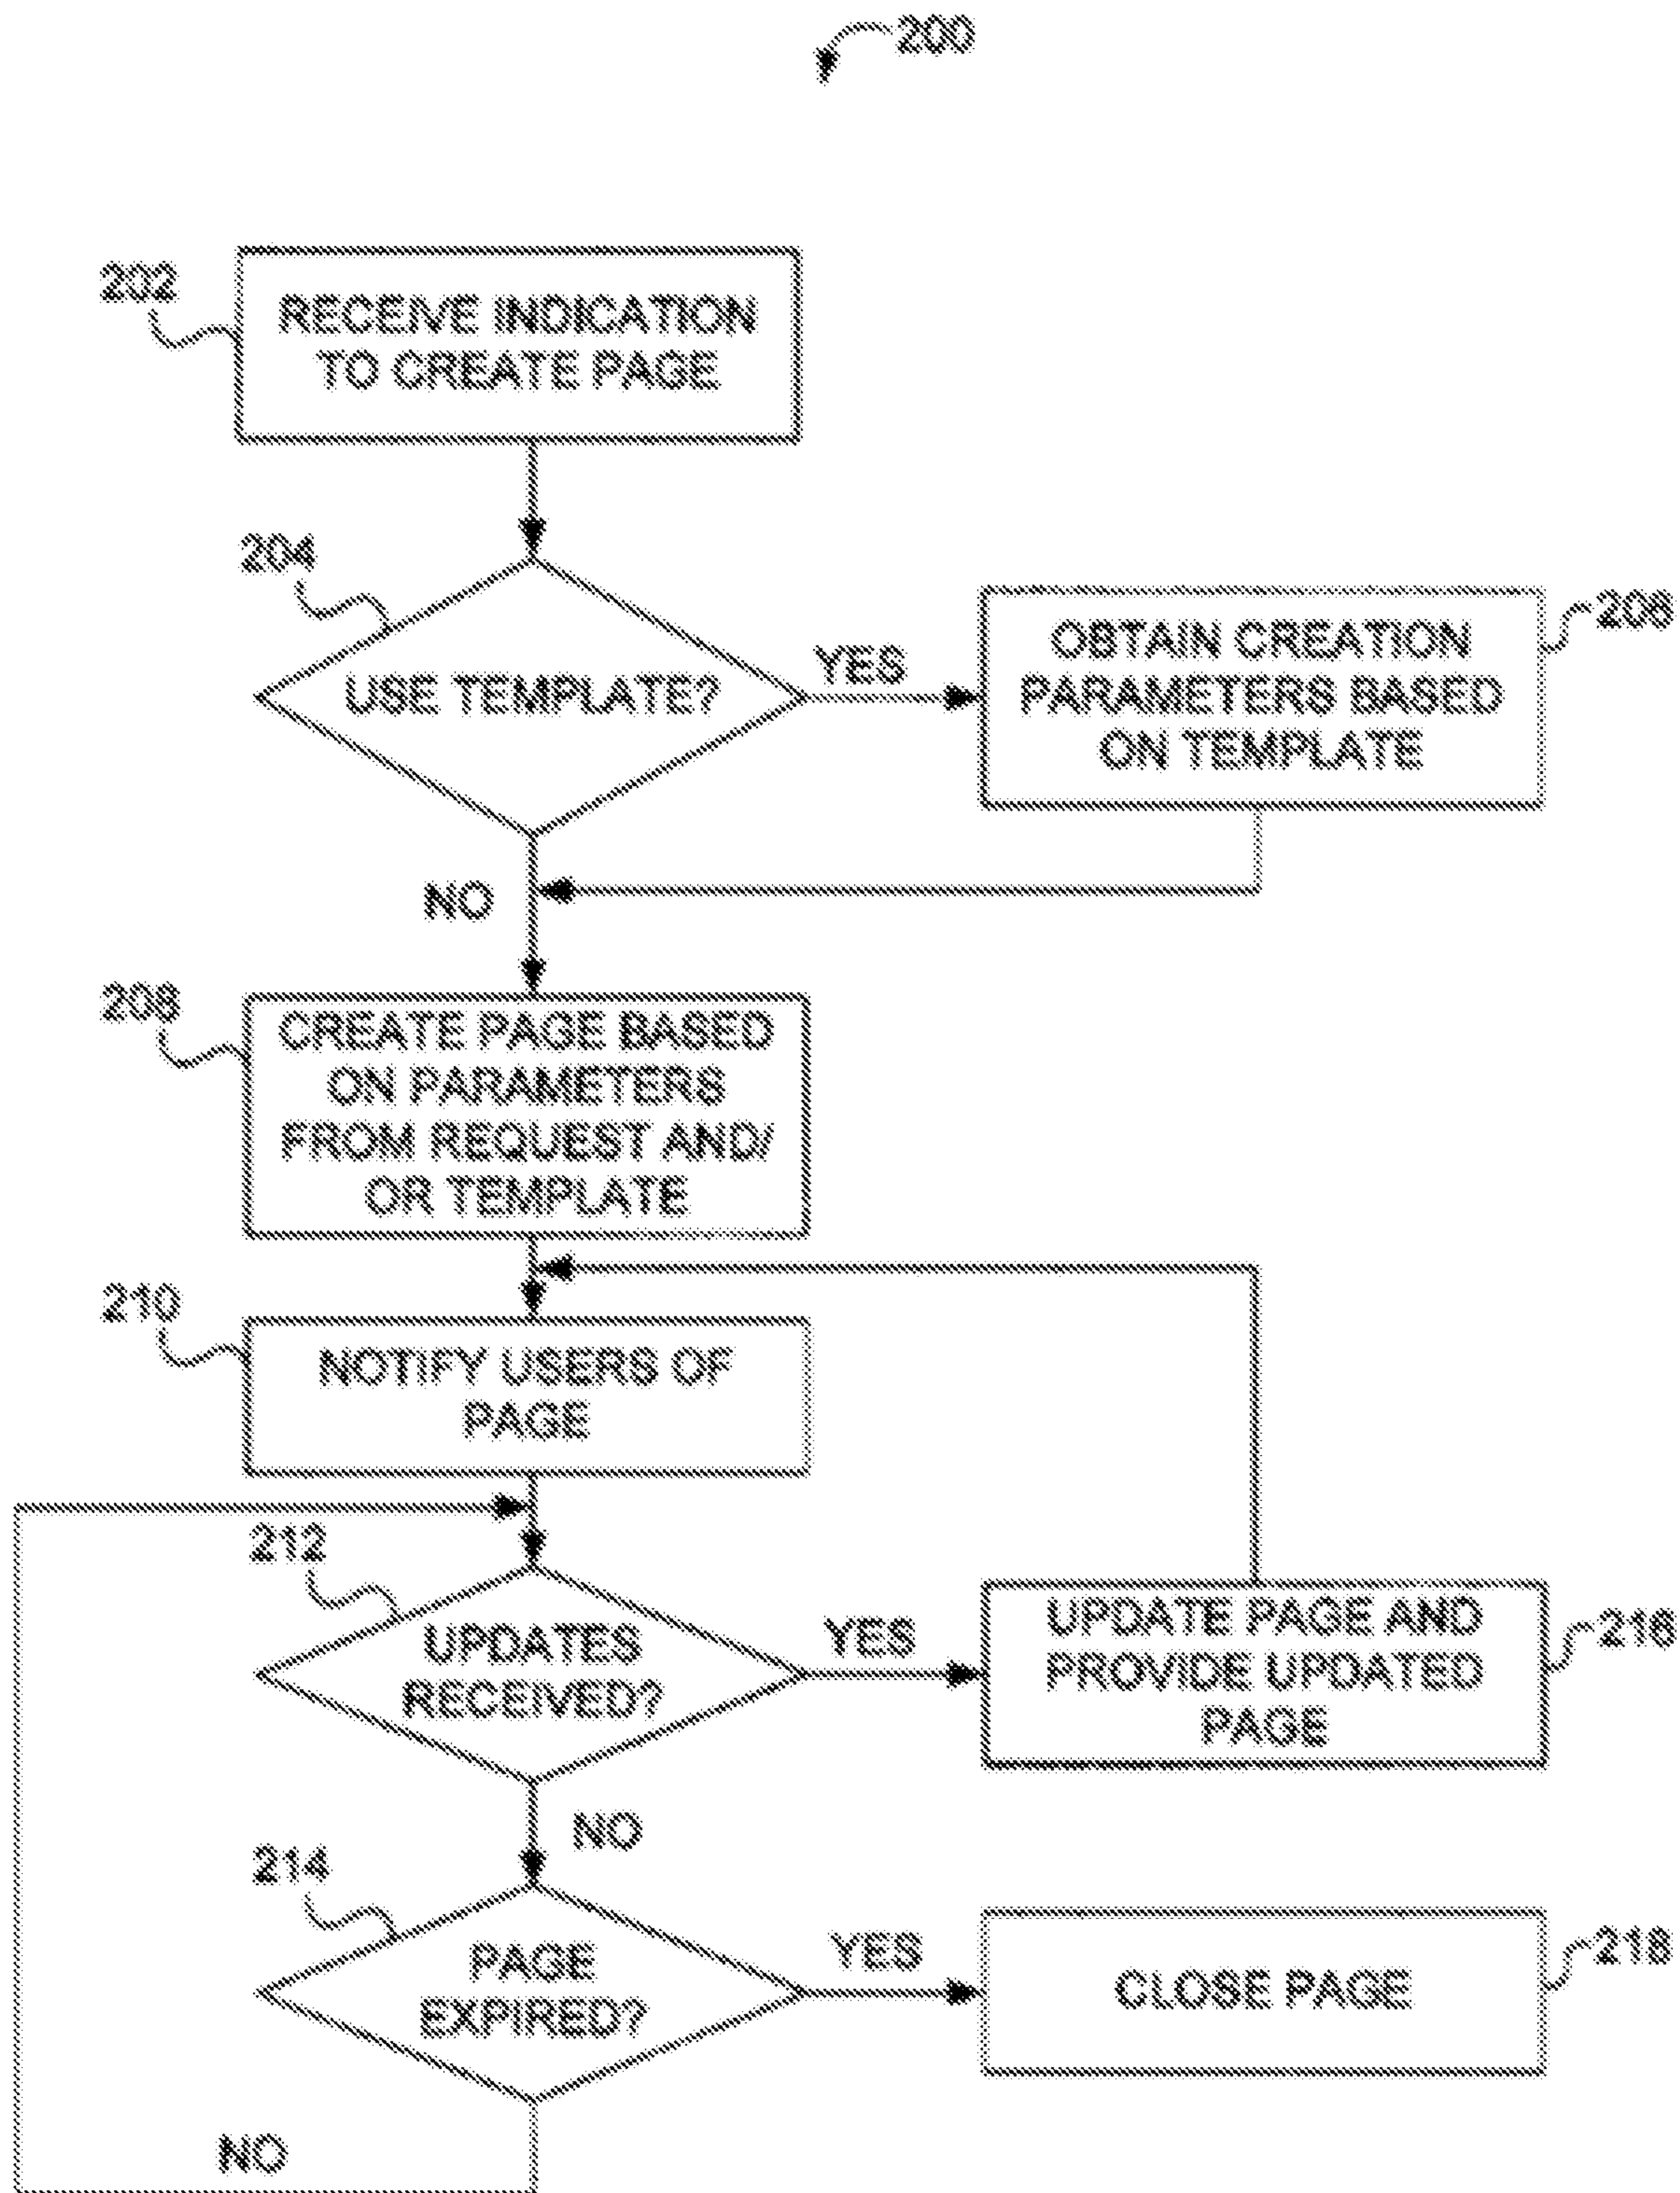 200
202
RECEIVE INDICATION
TO CREATE PAGE
204
USE TEMPLATE?
YES
206
OBTAIN CREATION
PARAMETERS BASED
ON TEMPLATE
NO
208
CREATE PAGE BASED
ON PARAMETERS
FROM REQUEST AND/
OR TEMPLATE
210
NOTIFY USERS OF
PAGE
212
UPDATES
RECEIVED?
YES
UPDATE PAGE AND
PROVIDE UPDATED
PAGE
216
NO
214
PAGE
EXPIRED?
YES
CLOSE PAGE
218
NO